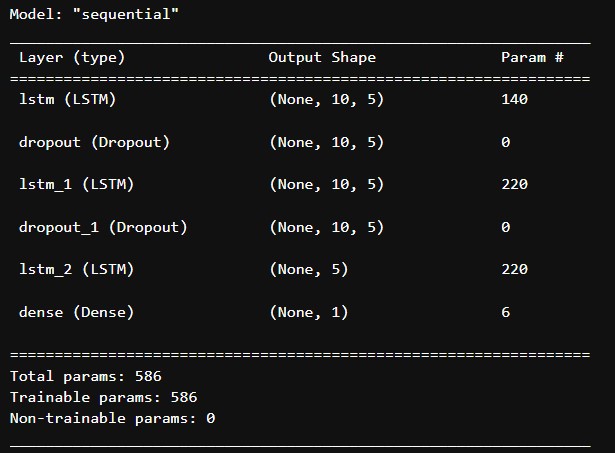 Model: "sequential"
_________________________________________________________________
Layer (type) Output Shape Param #
=================================================================
lstm (LSTM) (None, 10, 5) 140
dropout (Dropout) (None, 10, 5) 0
lstm_1 (LSTM) (None, 10, 5) 220
dropout_1 (Dropout) (None, 10, 5) 0
lstm_2 (LSTM) (None, 5) 220
dense (Dense) (None, 1) 6
=================================================================
Total params: 586
Trainable params: 586
Non-trainable params: 0
_________________________________________________________________